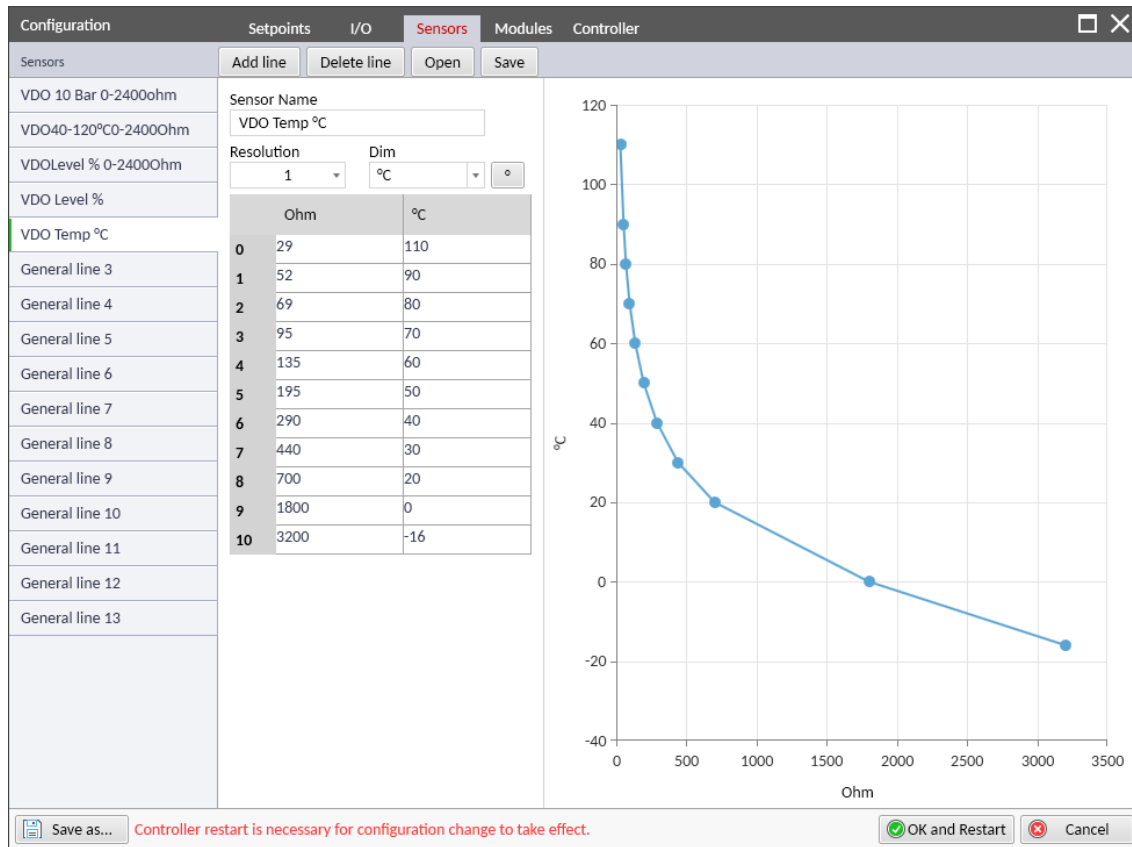 Configuration Setpoints I/O Sensors Modules Controller
Sensors Add line Delete line Open Save
VDO 10 Bar 0-2400ohm
VDO40-120ºC0-2400Ohm
VDOLevel % 0-2400Ohm
VDO Level %
VDO Temp ºC
General line 3
General line 4
General line 5
General line 6
General line 7
General line 8
General line 9
General line 10
General line 11
General line 12
General line 13
Sensor Name
VDO Temp ºC
Resolution Dim
1 ºC º
Ohm ºC
0 29 110
1 52 90
2 69 80
3 95 70
4 135 60
5 195 50
6 290 40
7 440 30
8 700 20
9 1800 0
10 3200 -16
120
100
80
60
40
20
0
-20
-40
ºC
0 500 1000 1500 2000 2500 3000 3500
Ohm
Save as... Controller restart is necessary for configuration change to take effect. OK and Restart Cancel